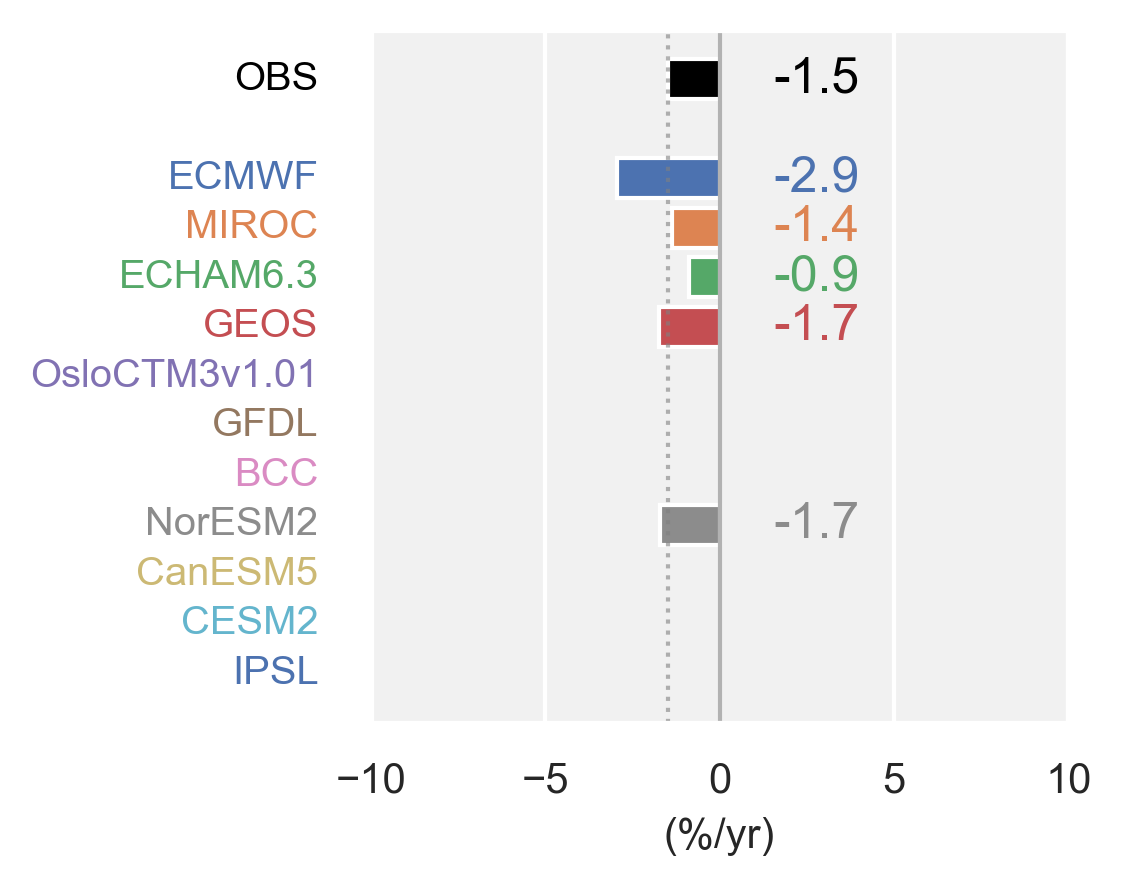 OBS -1.5
ECMWF -2.9
MIROC -1.4
ECHAM6.3 -0.9
GEOS -1.7
OsloCTM3v1.01
GFDL
BCC
NorESM2 -1.7
CanESM5
CESM2
IPSL
−10 −5 0 5 10
(%/yr)